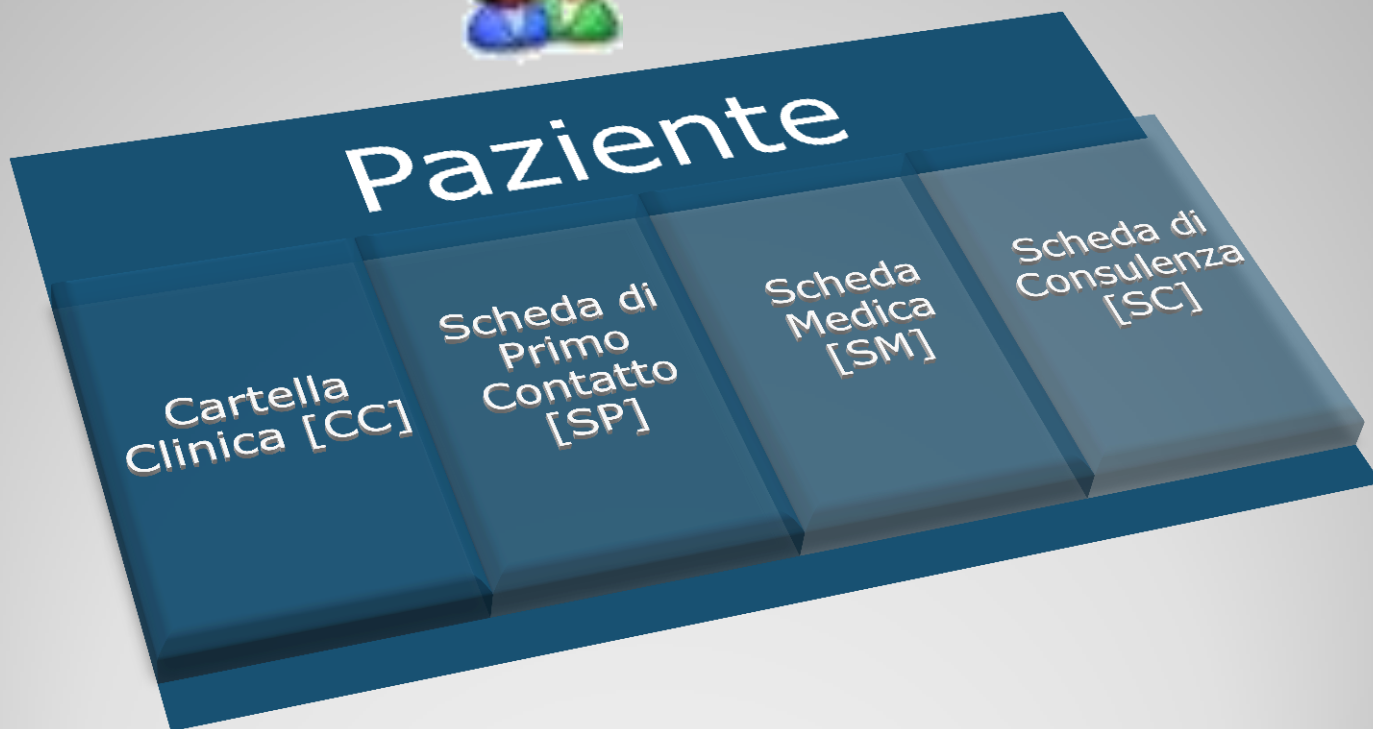 Paziente
Cartella
Clinica [CC]
Scheda di
Primo
Contatto
[SP]
Scheda
Medica
[SM]
Scheda di
Consulenza
[SC]